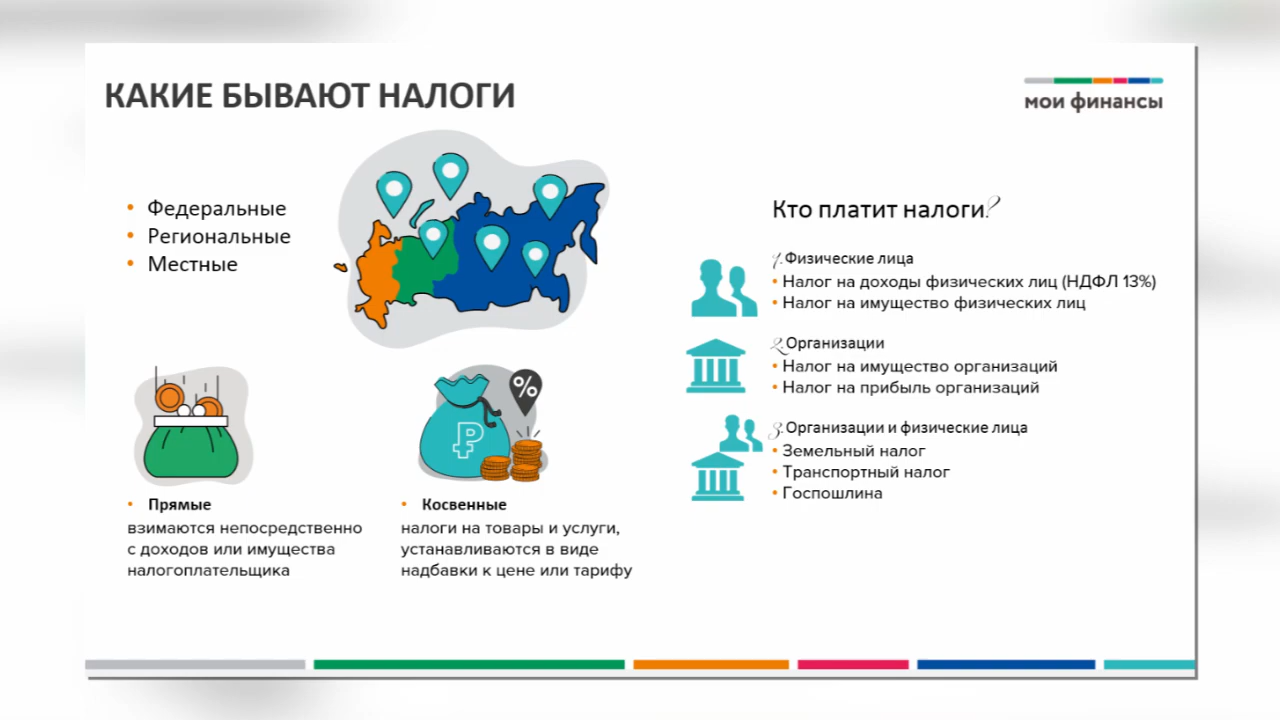 КАКИЕ БЫВАЮТ НАЛОГИ
мои финансы
• Федеральные
• Региональные
• Местные
%
₽
• Прямые
взимаются непосредственно
с доходов или имущества
налогоплательщика
• Косвенные
налоги на товары и услуги,
устанавливаются в виде
надбавки к цене или тарифу
Кто платит налоги?
1. Физические лица
• Налог на доходы физических лиц (НДФЛ 13%)
• Налог на имущество физических лиц
2. Организации
• Налог на имущество организаций
• Налог на прибыль организаций
3. Организации и физические лица
• Земельный налог
• Транспортный налог
• Госпошлина